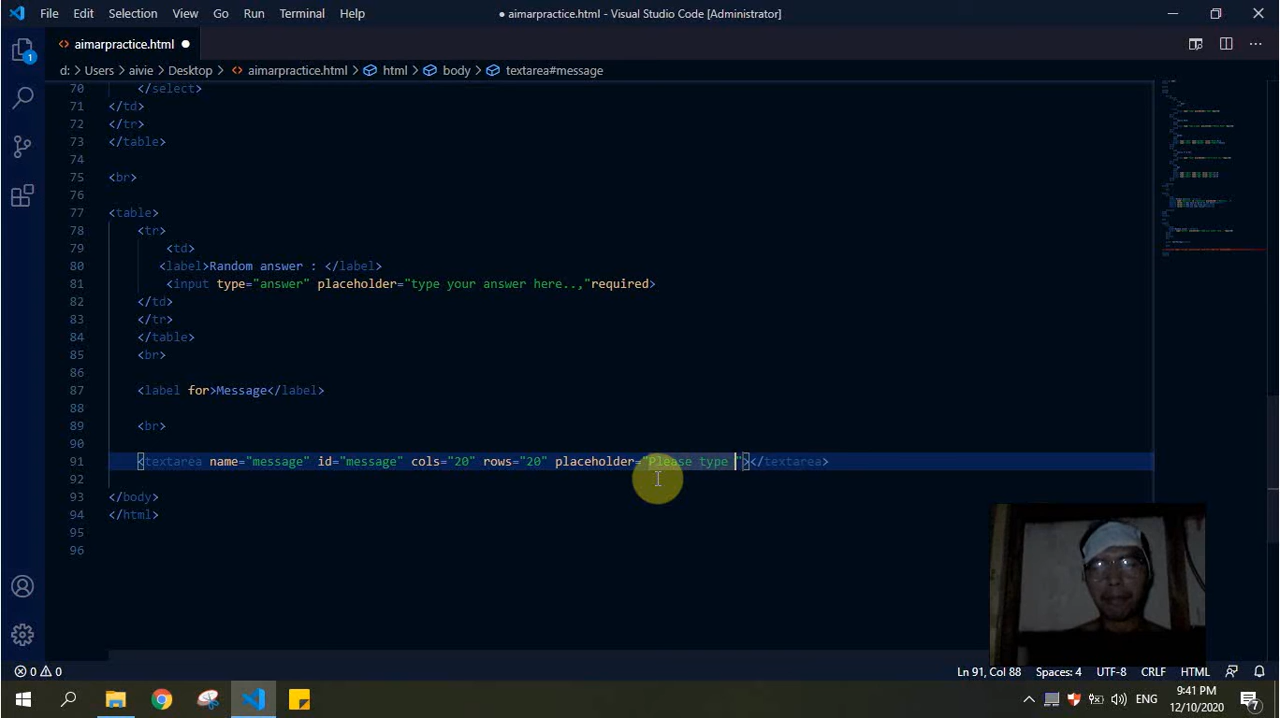 File Edit Selection View Go Run Terminal Help
● aimarpractice.html - Visual Studio Code [Administrator]
<> aimarpractice.html ●
1
d: > Users > aivie > Desktop > <> aimarpractice.html > html > body > textarea#message
70 </select>
71 </td>
72 </tr>
73 </table>
74
75 <br>
76
77 <table>
78 <tr>
79 <td>
80 <label>Random answer : </label>
81 <input type="answer" placeholder="type your answer here..,"required>
82 </td>
83 </tr>
84 </table>
85 <br>
86
87 <label for>Message</label>
88
89 <br>
90
91 <textarea name="message" id="message" cols="20" rows="20" placeholder="Please type "></textarea>
92
93 </body>
94 </html>
95
96
0 0
Ln 91, Col 88 Spaces: 4 UTF-8 CRLF HTML
ENG
9:41 PM
12/10/2020
7